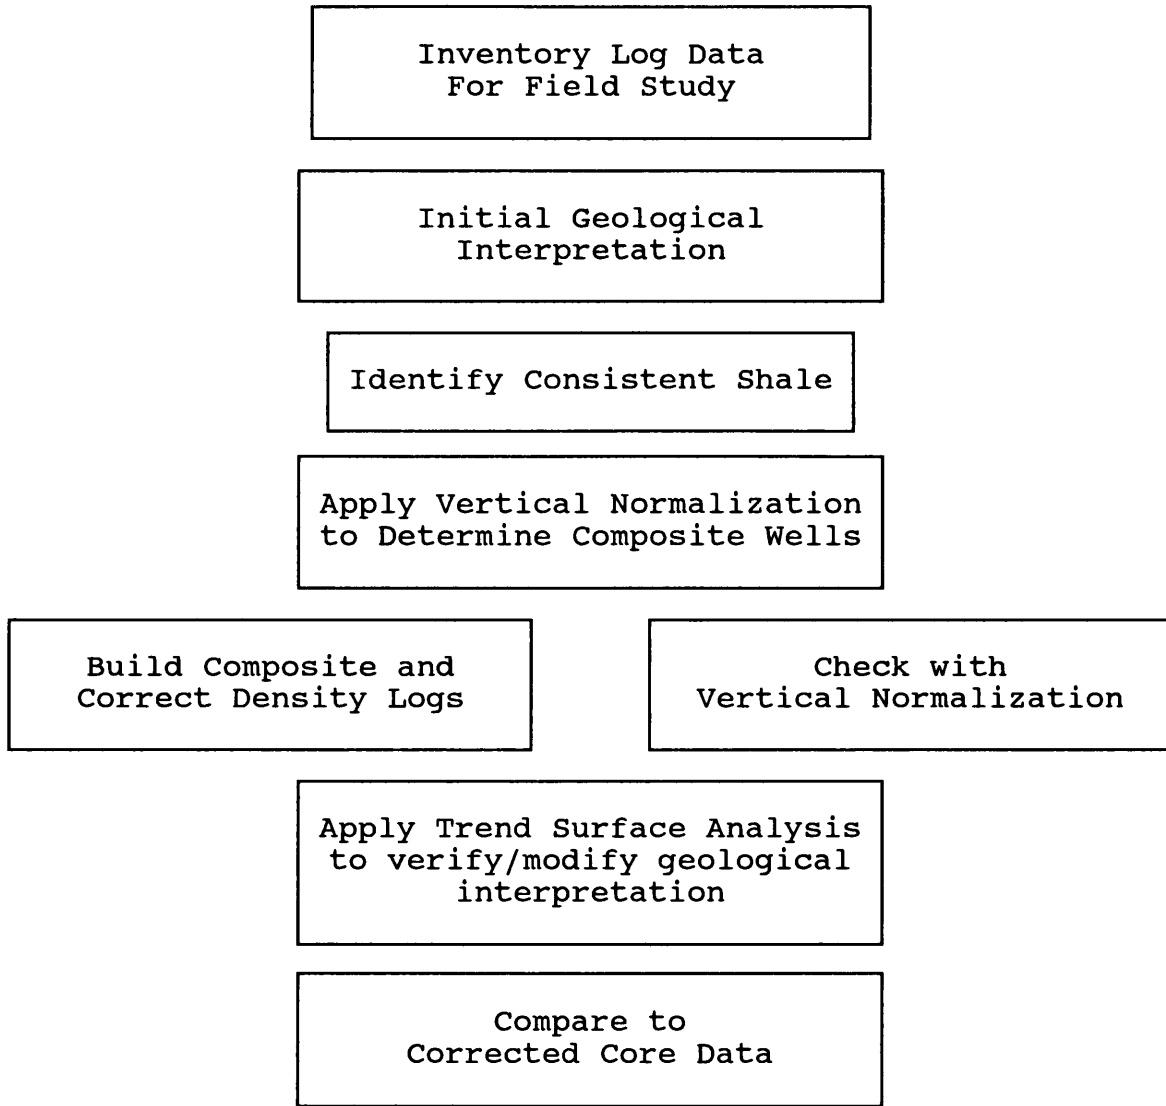 Inventory Log Data
For Field Study
Initial Geological
Interpretation
Identify Consistent Shale
Apply Vertical Normalization
to Determine Composite Wells
Build Composite and
Correct Density Logs
Check with
Vertical Normalization
Apply Trend Surface Analysis
to verify/modify geological
interpretation
Compare to
Corrected Core Data